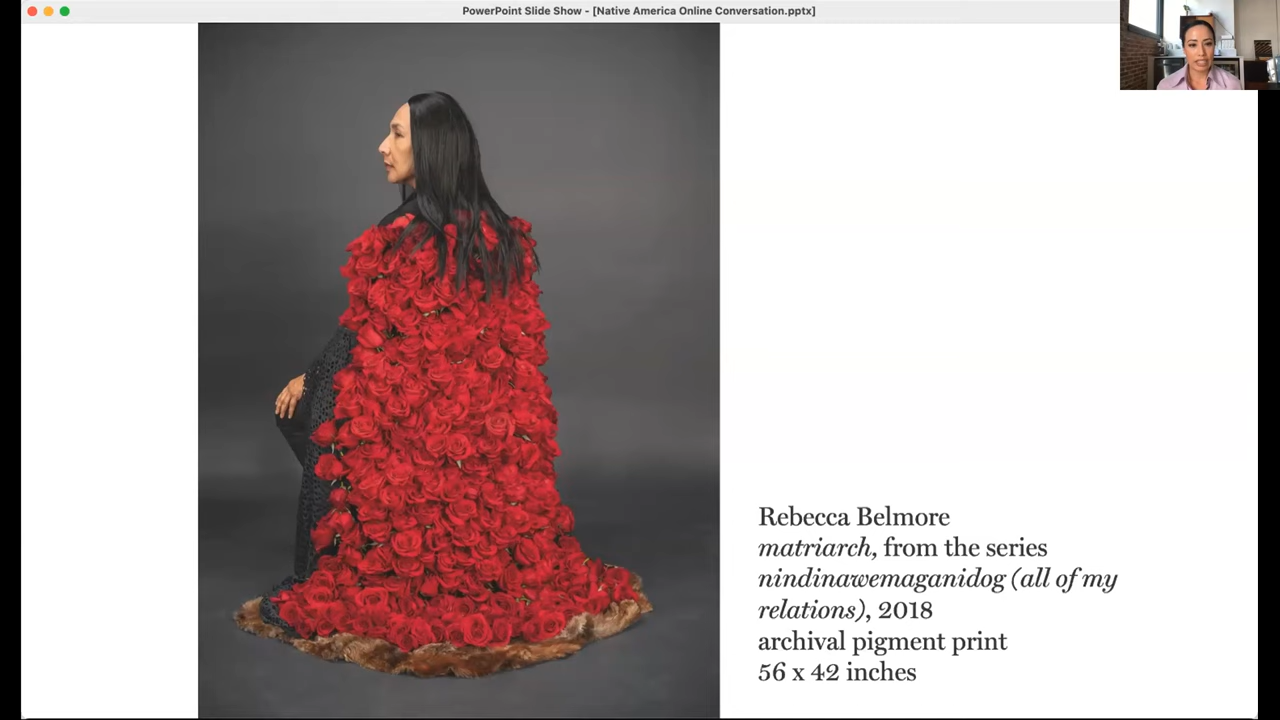 PowerPoint Slide Show - [Native America Online Conversation.pptx]
Rebecca Belmore
matriarch, from the series
nindinawemaganidog (all of my
relations), 2018
archival pigment print
56 x 42 inches